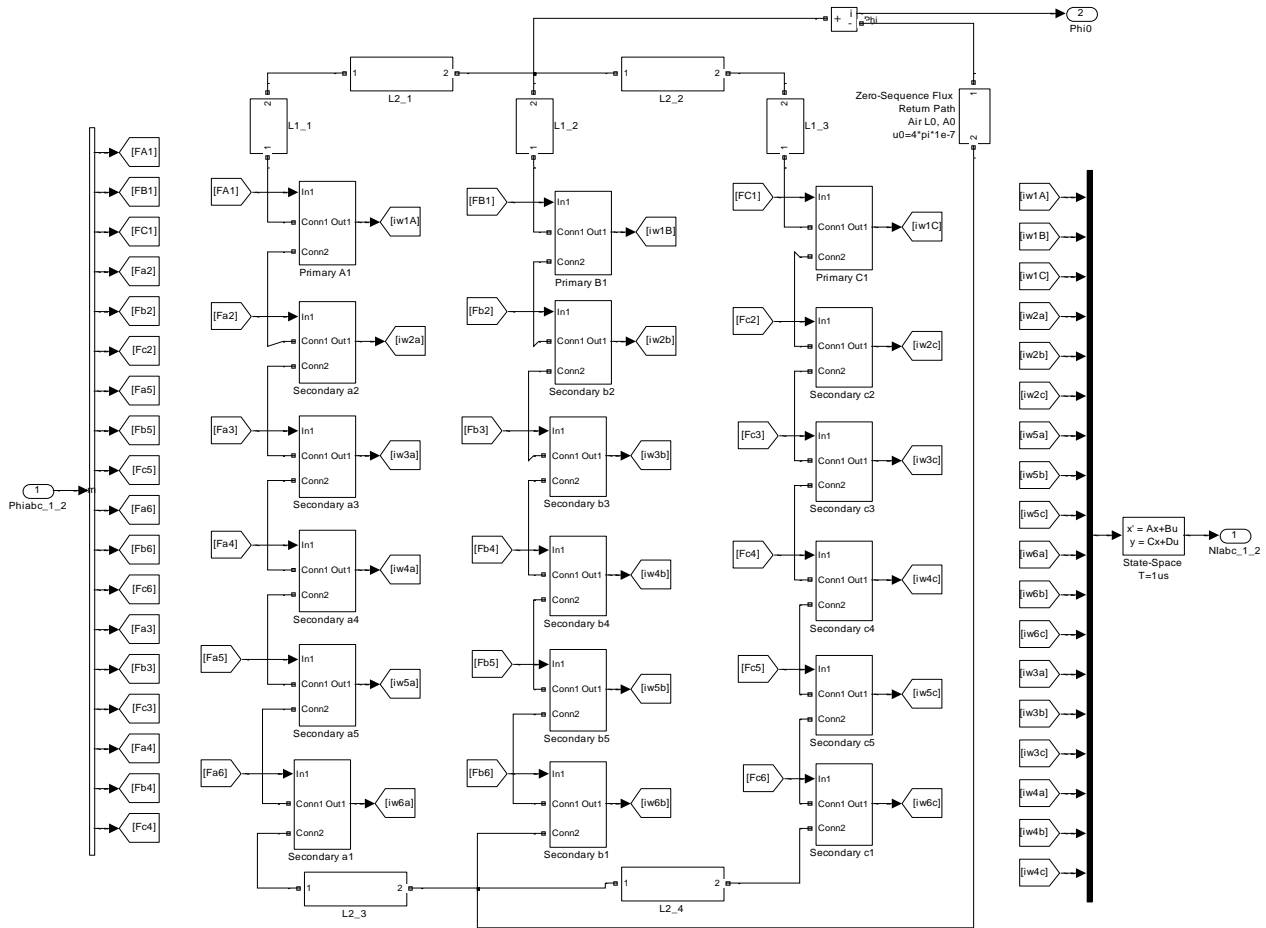 2
Phi0
+
i
-
Phi
1 2
L2_1
1 2
L2_2
2
1
L1_1
2
1
L1_2
2
1
L1_3
Zero-Sequence Flux
Return Path
Air L0, A0
u0=4*pi*1e-7
1
2
1
Phiabc_1_2
m
[FA1]
[FB1]
[FC1]
[Fa2]
[Fb2]
[Fc2]
[Fa5]
[Fb5]
[Fc5]
[Fa6]
[Fb6]
[Fc6]
[Fa3]
[Fb3]
[Fc3]
[Fa4]
[Fb4]
[Fc4]
[FA1]
In1
Conn1 Out1
Conn2
[iw1A]
Primary A1
[Fa2]
In1
Conn1 Out1
Conn2
[iw2a]
Secondary a2
[Fa3]
In1
Conn1 Out1
Conn2
[iw3a]
Secondary a3
[Fa4]
In1
Conn1 Out1
Conn2
[iw4a]
Secondary a4
[Fa5]
In1
Conn1 Out1
Conn2
[iw5a]
Secondary a5
[Fa6]
In1
Conn1 Out1
Conn2
[iw6a]
Secondary a1
[FB1]
In1
Conn1 Out1
Conn2
[iw1B]
Primary B1
[Fb2]
In1
Conn1 Out1
Conn2
[iw2b]
Secondary b2
[Fb3]
In1
Conn1 Out1
Conn2
[iw3b]
Secondary b3
[Fb4]
In1
Conn1 Out1
Conn2
[iw4b]
Secondary b4
[Fb5]
In1
Conn1 Out1
Conn2
[iw5b]
Secondary b5
[Fb6]
In1
Conn1 Out1
Conn2
[iw6b]
Secondary b1
[FC1]
In1
Conn1 Out1
Conn2
[iw1C]
Primary C1
[Fc2]
In1
Conn1 Out1
Conn2
[iw2c]
Secondary c2
[Fc3]
In1
Conn1 Out1
Conn2
[iw3c]
Secondary c3
[Fc4]
In1
Conn1 Out1
Conn2
[iw4c]
Secondary c4
[Fc5]
In1
Conn1 Out1
Conn2
[iw5c]
Secondary c5
[Fc6]
In1
Conn1 Out1
Conn2
[iw6c]
Secondary c1
1 2
L2_3
1 2
L2_4
[iw1A]
[iw1B]
[iw1C]
[iw2a]
[iw2b]
[iw2c]
[iw5a]
[iw5b]
[iw5c]
[iw6a]
[iw6b]
[iw6c]
[iw3a]
[iw3b]
[iw3c]
[iw4a]
[iw4b]
[iw4c]
x' = Ax+Bu
y = Cx+Du
State-Space
T=1us
1
NIabc_1_2